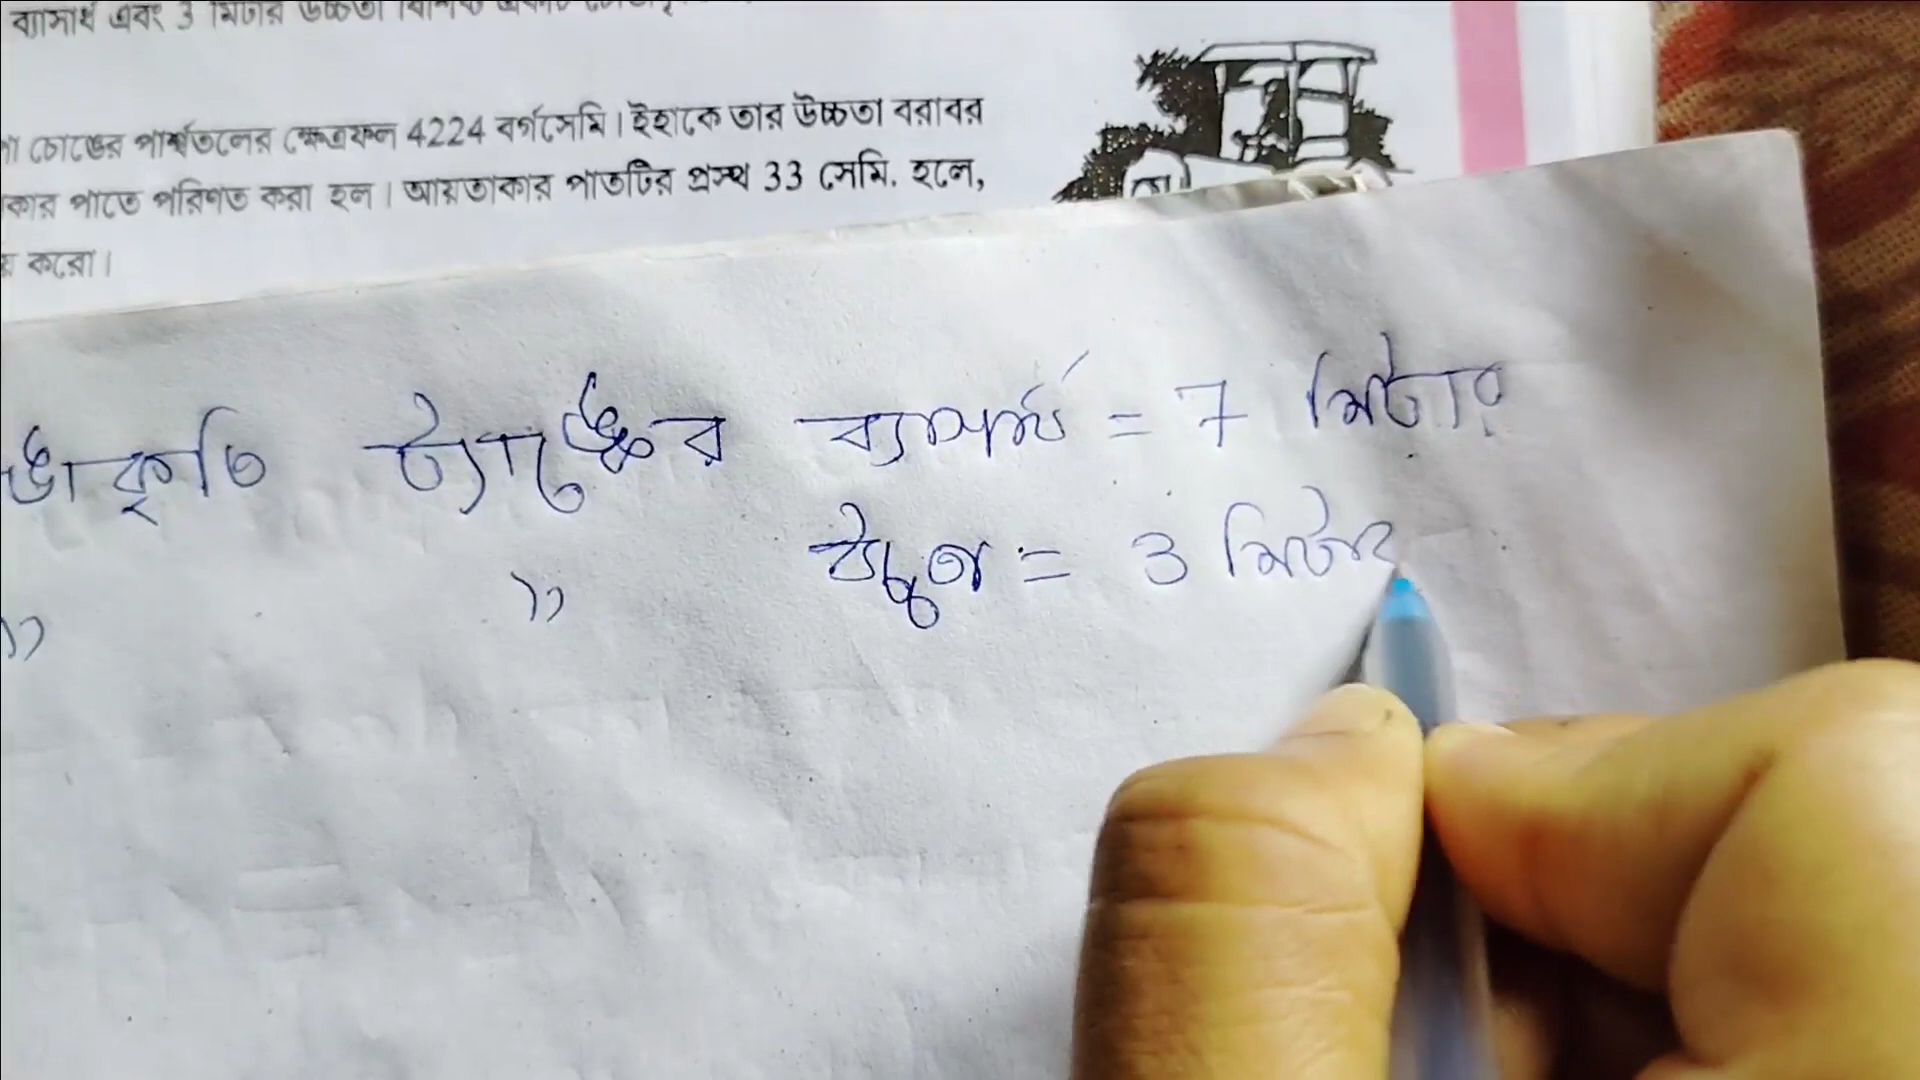 ব্যাসার্ধ এবং 3 মিটার উচ্চতা বিশিষ্ট একটি
চোঙের পার্শ্বতলের ক্ষেত্রফল 4224 বর্গসেমি। ইহাকে তার উচ্চতা বরাবর
কার পাতে পরিণত করা হল। আয়তাকার পাতটির প্রস্থ 33 সেমি. হলে,
করো।
ঙাকৃতি ট্যাঙ্কের ব্যাসার্ধ = 7 মিটার
" " উচ্চতা = 3 মিটার